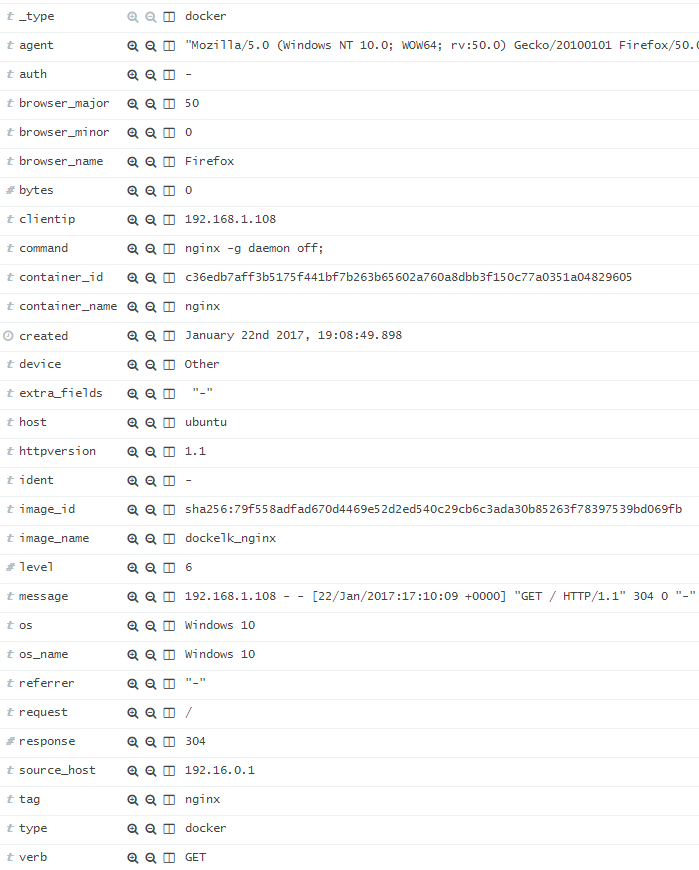 t _type docker
t agent "Mozilla/5.0 (Windows NT 10.0; WOW64; rv:50.0) Gecko/20100101 Firefox/50.0
t auth -
t browser_major 50
t browser_minor 0
t browser_name Firefox
# bytes 0
t clientip 192.168.1.108
t command nginx -g daemon off;
t container_id c36edb7aff3b5175f441bf7b263b65602a760a8dbb3f150c77a0351a04829605
t container_name nginx
created January 22nd 2017, 19:08:49.898
t device Other
t extra_fields "-"
t host ubuntu
t httpversion 1.1
t ident -
t image_id sha256:79f558adfad670d4469e52d2ed540c29cb6c3ada30b85263f78397539bd069fb
t image_name dockelk_nginx
# level 6
t message 192.168.1.108 - - [22/Jan/2017:17:10:09 +0000] "GET / HTTP/1.1" 304 0 "-"
t os Windows 10
t os_name Windows 10
t referrer "-"
t request /
# response 304
t source_host 192.16.0.1
t tag nginx
t type docker
t verb GET